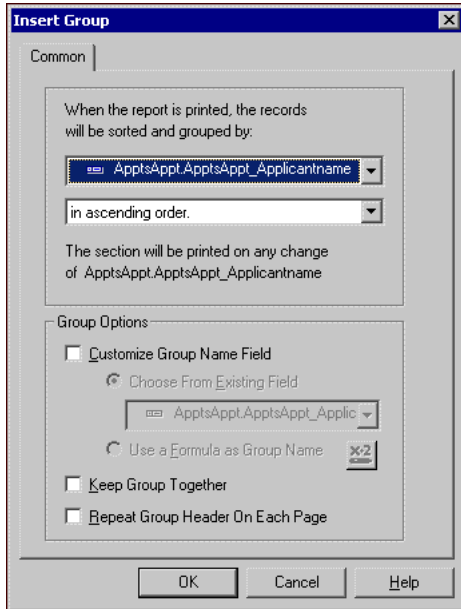 Insert Group
Common
When the report is printed, the records
will be sorted and grouped by:
ApptsAppt.ApptsAppt_Applicantname
in ascending order.
The section will be printed on any change
of ApptsAppt.ApptsAppt_Applicantname
Group Options
Customize Group Name Field
Choose From Existing Field
ApptsAppt.ApptsAppt_Applic
Use a Formula as Group Name
X·2
Keep Group Together
Repeat Group Header On Each Page
OK Cancel Help